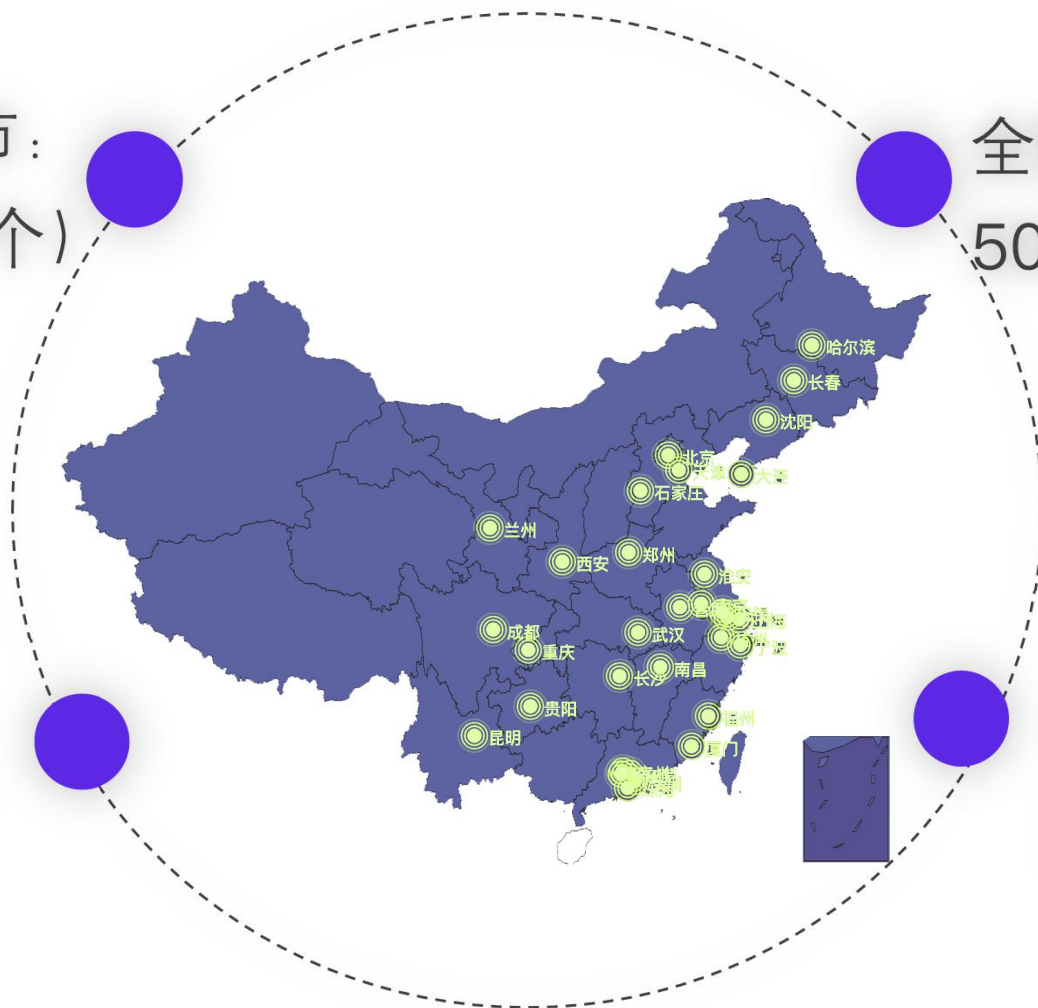 市：
个）
全
50
哈尔滨
长春
沈阳
北京
天津
大连
石家庄
兰州
郑州
西安
淮安
成都
武汉
重庆
宁波
南昌
长沙
贵阳
福州
昆明
厦门